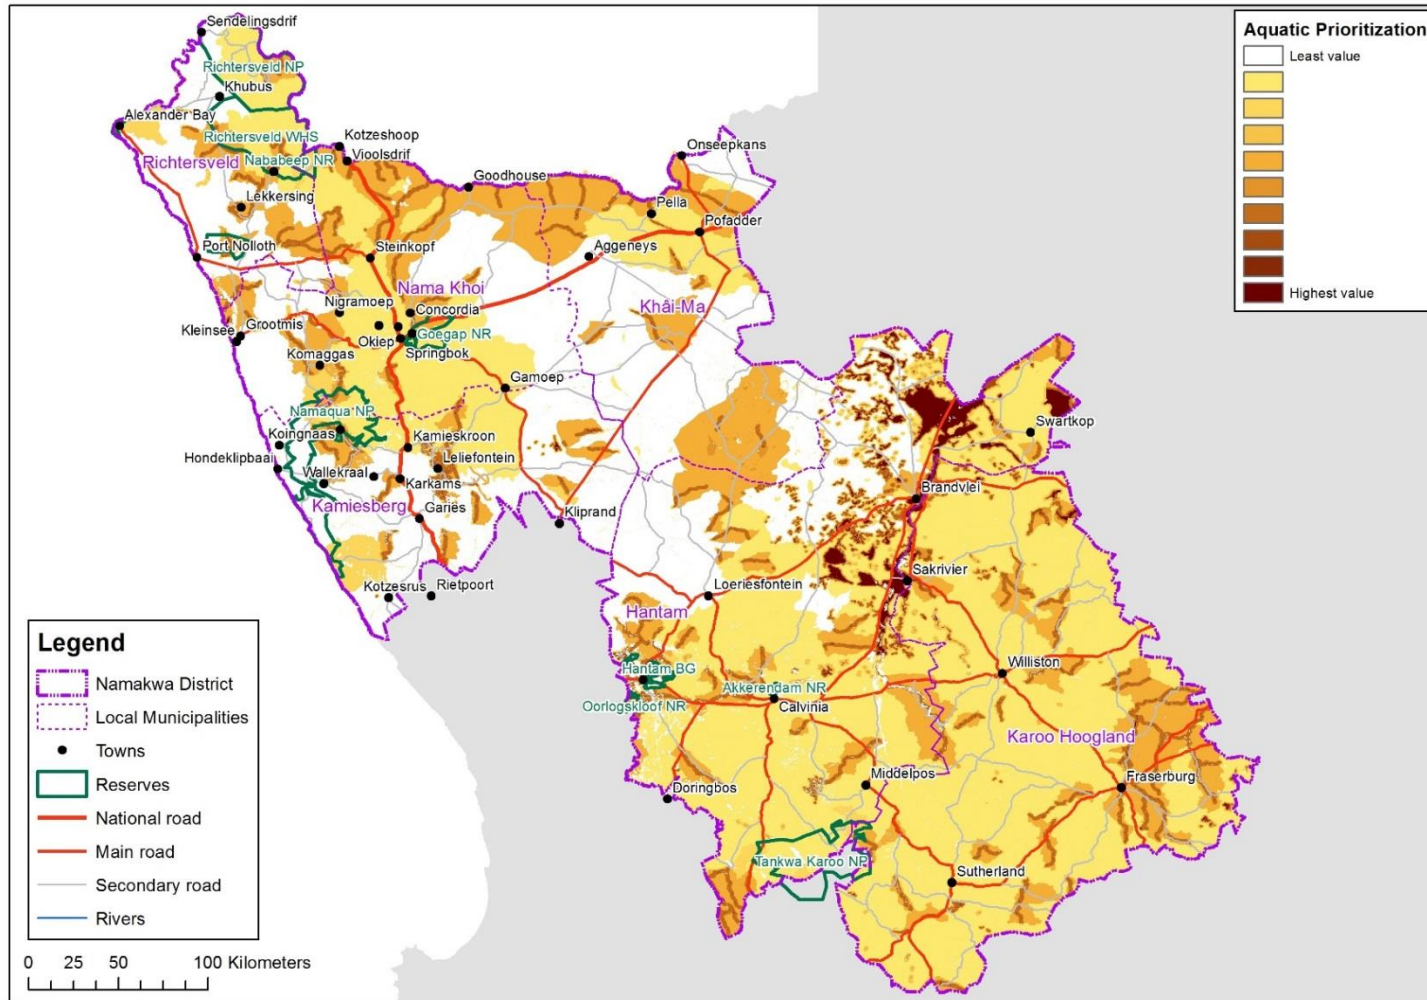 Sendelingsdrif
Richtersveld NP
Khubus
Alexander Bay
Richtersveld WHS
Kotzeshoop
Richtersveld
Nababeep NR
Vioolsdrif
Onseepkans
Goodhouse
Lekkersing
Pella
Pofadder
Port Nolloth
Steinkopf
Aggeneys
Nama Khoi
Khâi-Ma
Nigramoep
Concordia
Kleinsee
Grootmis
Goegap NR
Okiep
Springbok
Komaggas
Gamoep
Namaqua NP
Koingnaas
Kamieskroon
Swartkop
Hondeklipbaai
Leliefontein
Wallekraal
Karkams
Brandvlei
Kamiesberg
Garies
Kliprand
Sakrivier
Kotzesrus
Rietpoort
Loeriesfontein
Hantam
Williston
Hantam BG
Akkerendam NR
Oorlogskloof NR
Calvinia
Karoo Hoogland
Middelpos
Fraserburg
Doringbos
Tankwa Karoo NP
Sutherland
Aquatic Prioritization
Least value
Highest value
Legend
Namakwa District
Local Municipalities
Towns
Reserves
National road
Main road
Secondary road
Rivers
0 25 50 100 Kilometers